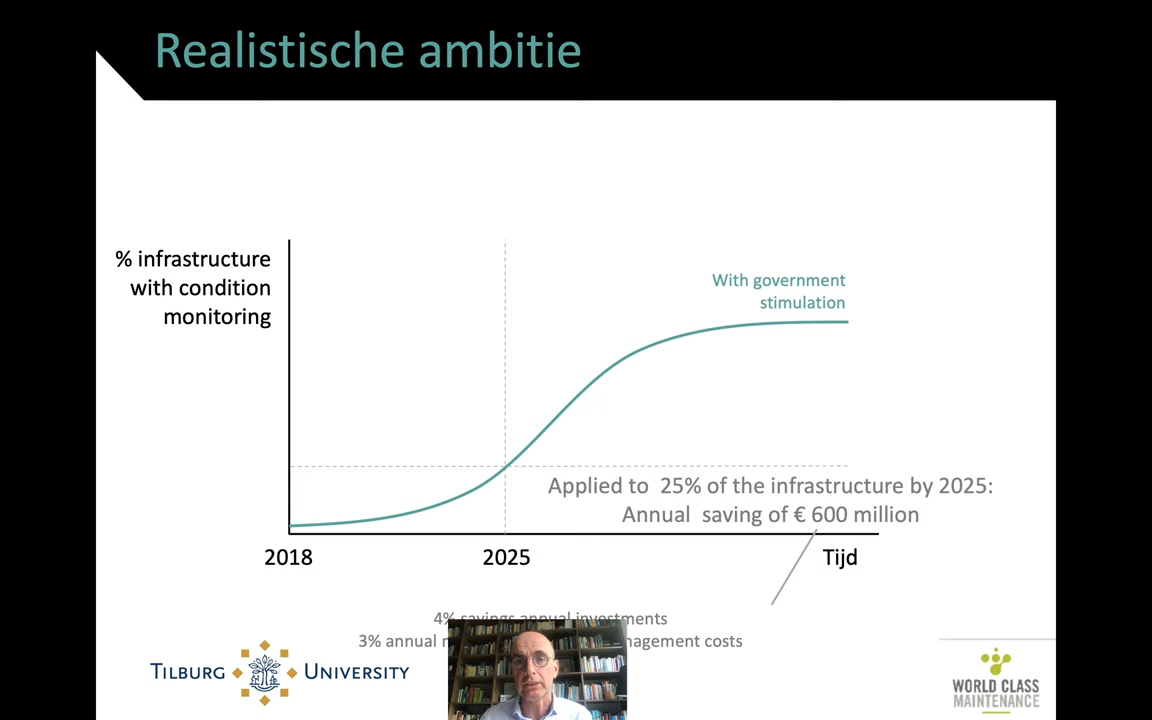 Realistische ambitie
% infrastructure
with condition
monitoring
With government
stimulation
Applied to 25% of the infrastructure by 2025:
Annual saving of € 600 million
2018
2025
Tijd
4% savings annual investments
3% annual
management costs
TILBURG UNIVERSITY
WORLD CLASS
MAINTENANCE